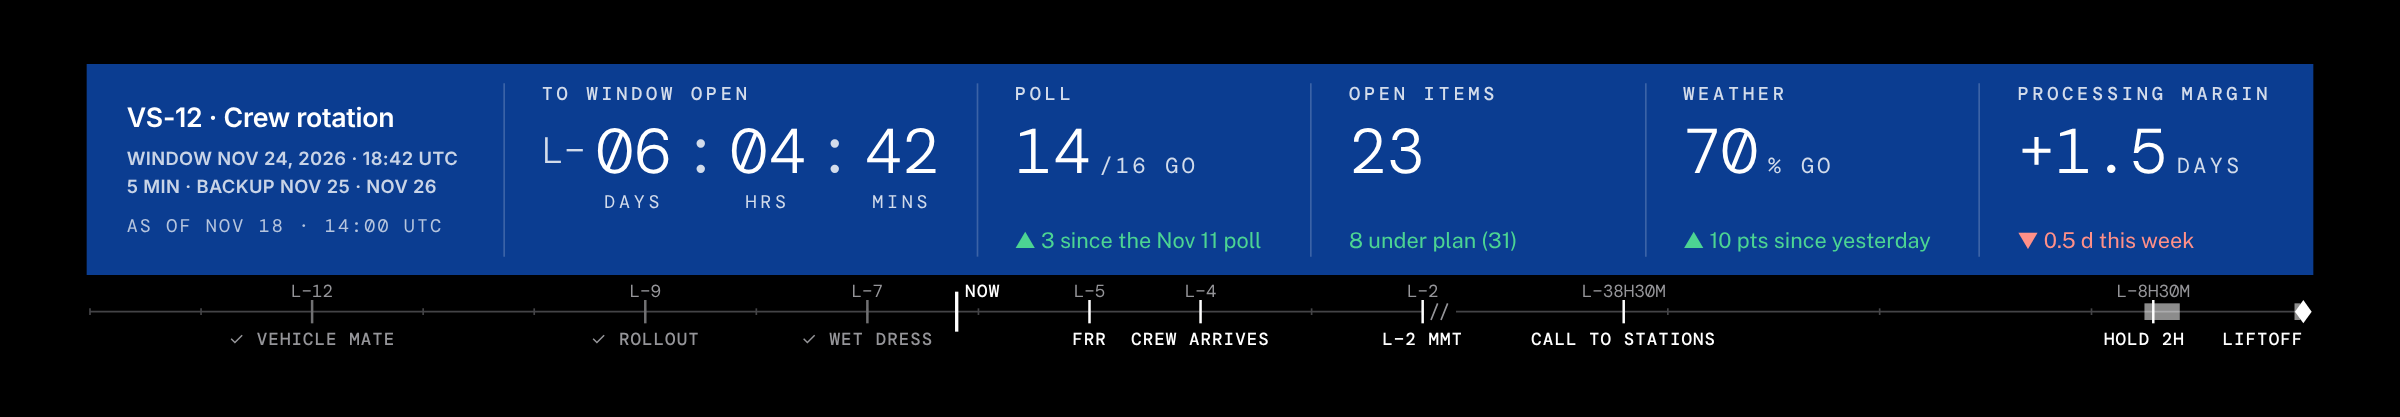 VS-12 · Crew rotation
WINDOW NOV 24, 2026 · 18:42 UTC
5 MIN · BACKUP NOV 25 · NOV 26
AS OF NOV 18 · 14:00 UTC
TO WINDOW OPEN
L-06 : 04 : 42
DAYS HRS MINS
POLL
14 /16 GO
▲ 3 since the Nov 11 poll
OPEN ITEMS
23
8 under plan (31)
WEATHER
70 % GO
▲ 10 pts since yesterday
PROCESSING MARGIN
+1.5 DAYS
▼ 0.5 d this week
L-12 L-9 L-7 NOW L-5 L-4 L-2 L-38H30M L-8H30M
//
✓ VEHICLE MATE ✓ ROLLOUT ✓ WET DRESS FRR CREW ARRIVES L-2 MMT CALL TO STATIONS HOLD 2H LIFTOFF